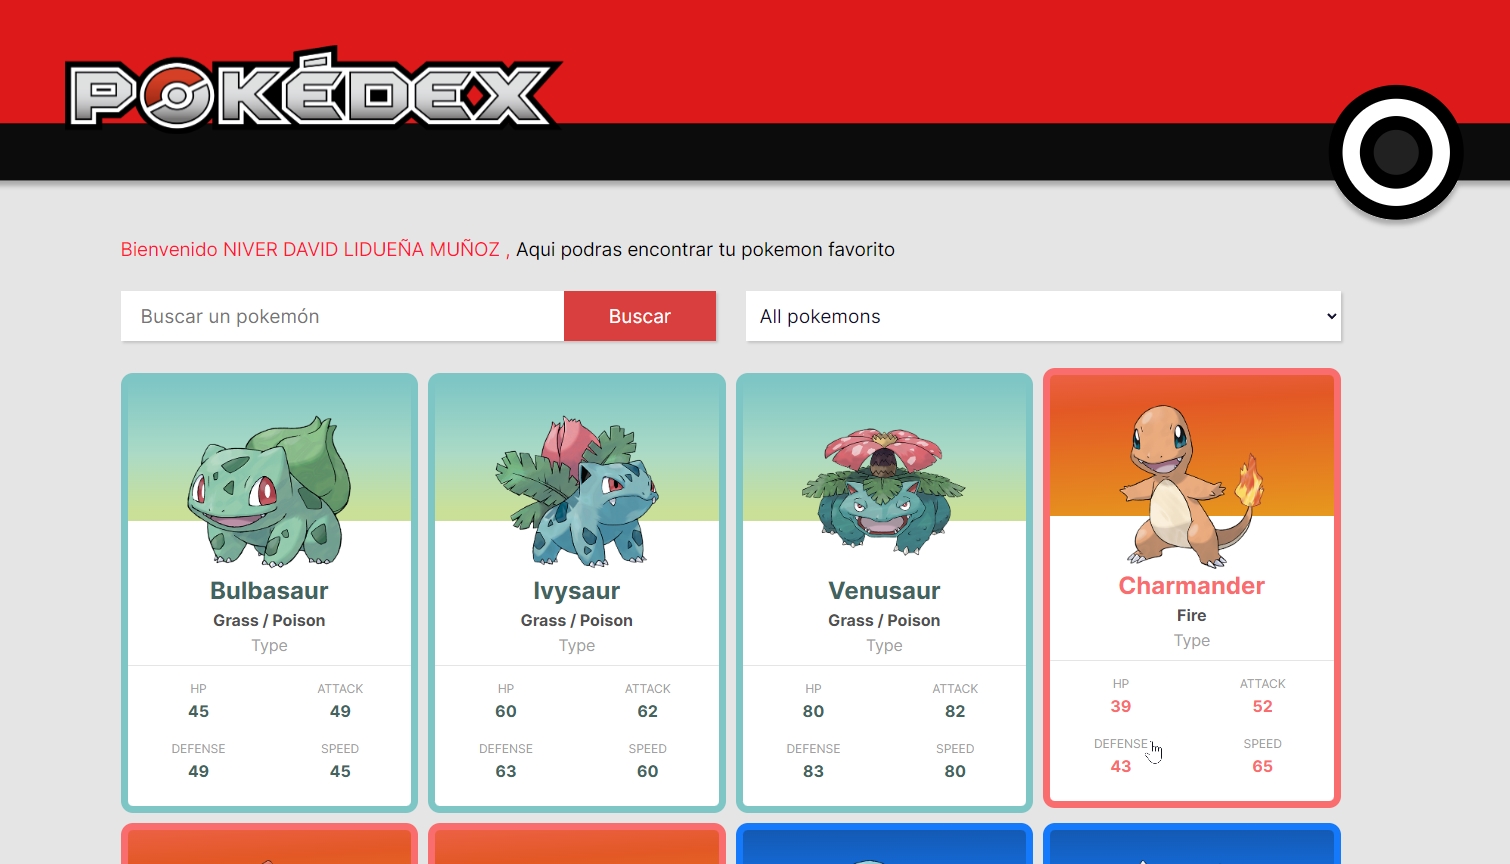 POKÉDEX
Bienvenido NIVER DAVID LIDUEÑA MUÑOZ , Aqui podras encontrar tu pokemon favorito
Buscar un pokemón
Buscar
All pokemons
Bulbasaur
Grass / Poison
Type
HP
ATTACK
45
49
DEFENSE
SPEED
49
45
Ivysaur
Grass / Poison
Type
HP
ATTACK
60
62
DEFENSE
SPEED
63
60
Venusaur
Grass / Poison
Type
HP
ATTACK
80
82
DEFENSE
SPEED
83
80
Charmander
Fire
Type
HP
ATTACK
39
52
DEFENSE
SPEED
43
65